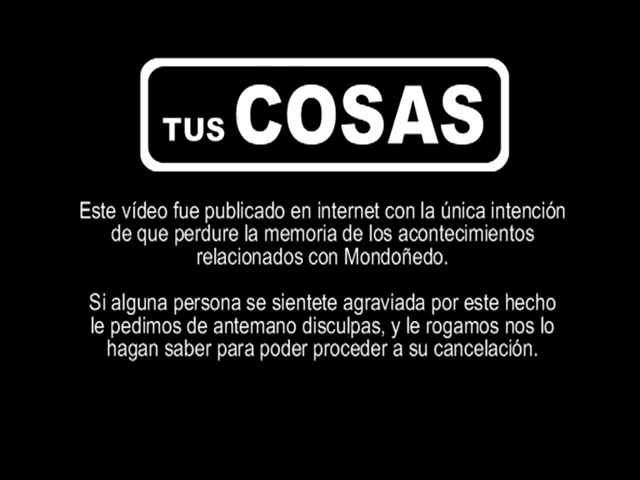 TUS COSAS
Este vídeo fue publicado en internet con la única intención
de que perdure la memoria de los acontecimientos
relacionados con Mondoñedo.
Si alguna persona se sientete agraviada por este hecho
le pedimos de antemano disculpas, y le rogamos nos lo
hagan saber para poder proceder a su cancelación.